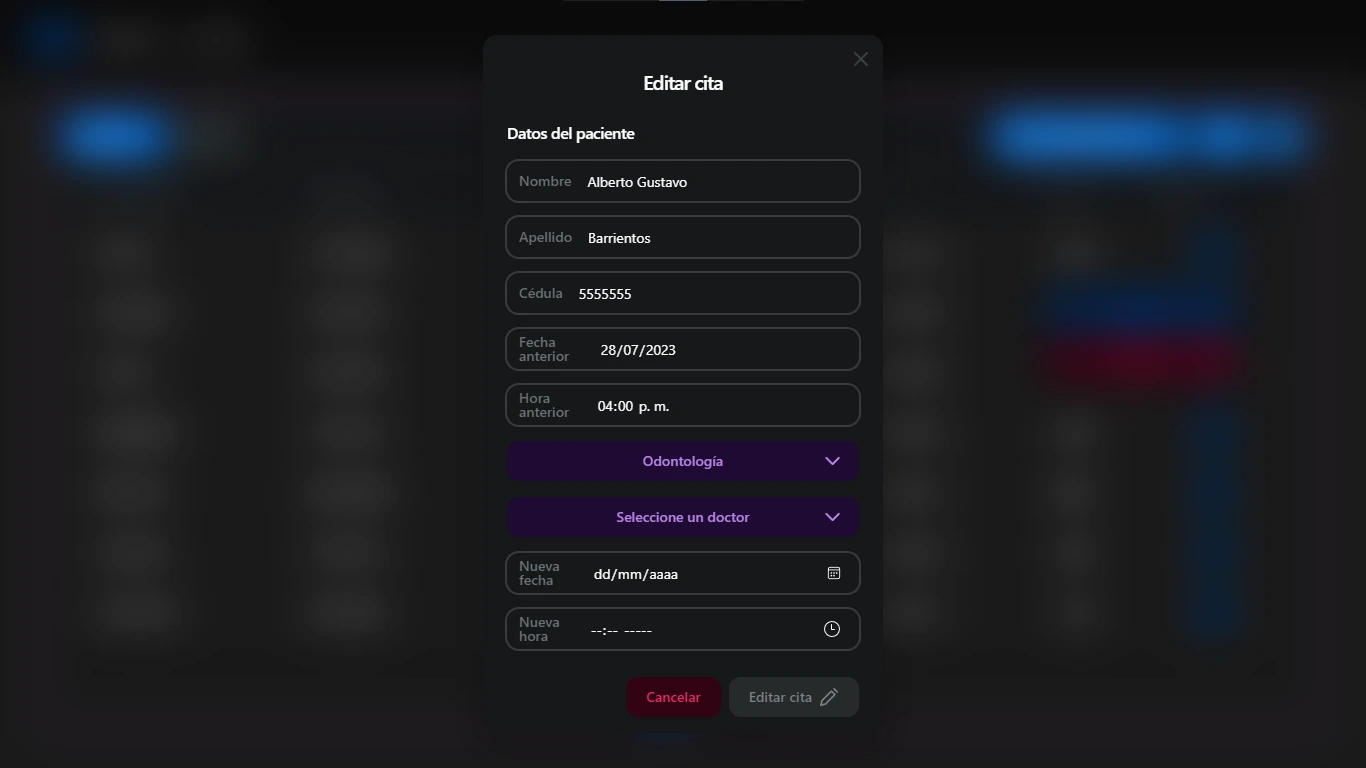 Editar cita
Datos del paciente
Nombre Alberto Gustavo
Apellido Barrientos
Cédula 5555555
Fecha anterior 28/07/2023
Hora anterior 04:00 p. m.
Odontología
Seleccione un doctor
Nueva fecha dd/mm/aaaa
Nueva hora --:-- -----
Cancelar Editar cita